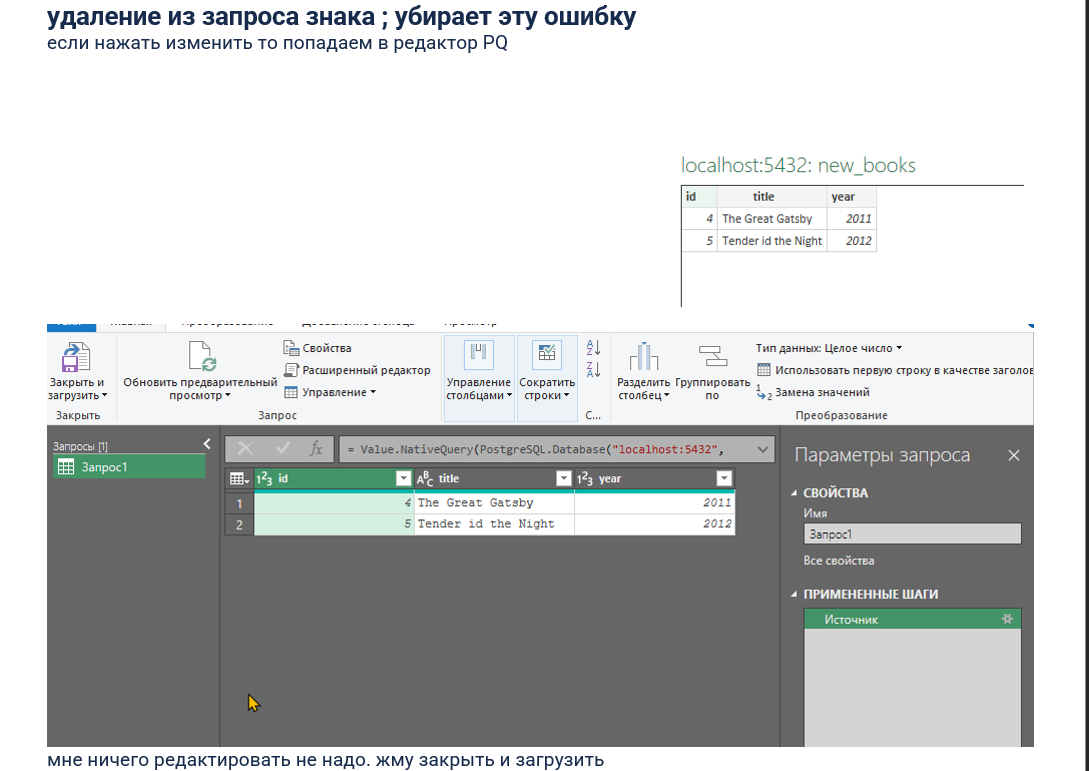 удаление из запроса знака ; убирает эту ошибку
если нажать изменить то попадаем в редактор PQ
localhost:5432: new_books
id title year
4 The Great Gatsby 2011
5 Tender id the Night 2012
Свойства
Расширенный редактор
Управление
Закрыть и загрузить
Обновить предварительный просмотр
Управление столбцами
Сократить строки
Разделить столбец
Группировать по
Тип данных: Целое число
Использовать первую строку в качестве заголов
Замена значений
Закрыть
Запрос
С...
Преобразование
Запросы [1]
Запрос1
fx = Value.NativeQuery(PostgreSQL.Database("localhost:5432",
123 id ABC title 123 year
1 4 The Great Gatsby 2011
2 5 Tender id the Night 2012
Параметры запроса
СВОЙСТВА
Имя
Запрос1
Все свойства
ПРИМЕНЕННЫЕ ШАГИ
Источник
мне ничего редактировать не надо. жму закрыть и загрузить